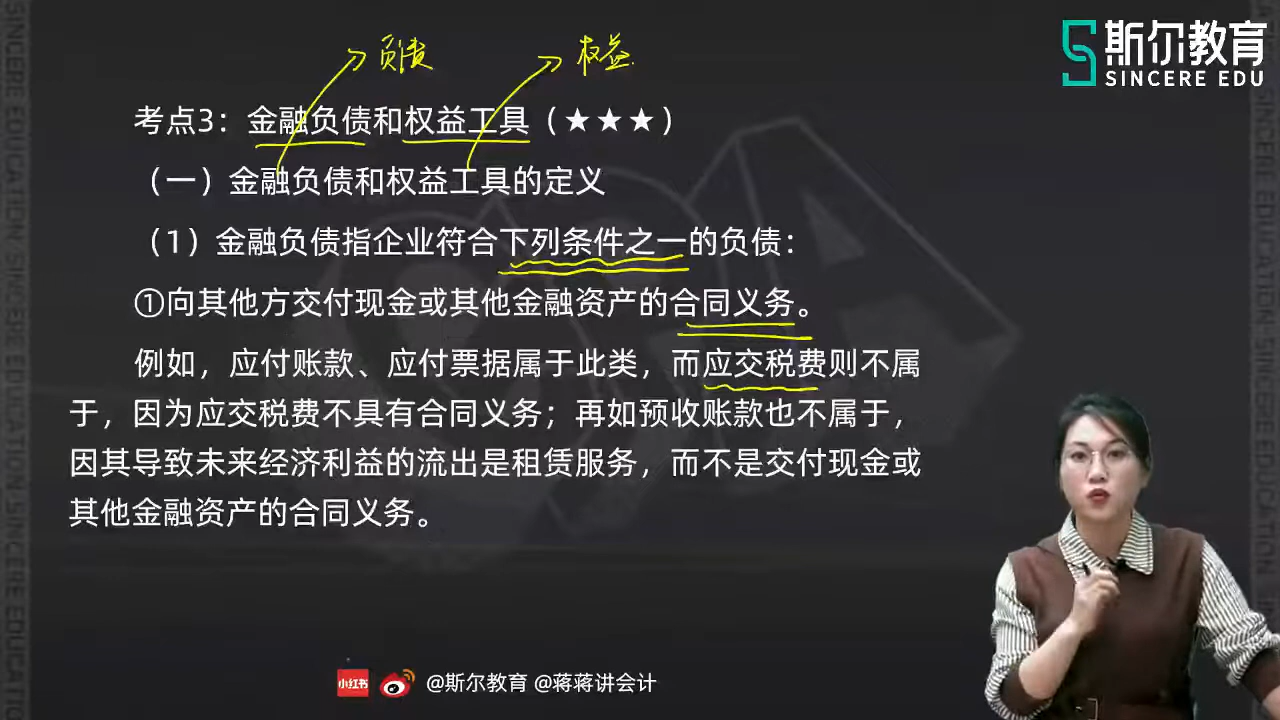 负债
权益
斯尔教育
SINCERE EDU
考点3：金融负债和权益工具（★★★）
（一）金融负债和权益工具的定义
（1）金融负债指企业符合下列条件之一的负债：
①向其他方交付现金或其他金融资产的合同义务。
例如，应付账款、应付票据属于此类，而应交税费则不属
于，因为应交税费不具有合同义务；再如预收账款也不属于，
因其导致未来经济利益的流出是租赁服务，而不是交付现金或
其他金融资产的合同义务。
小红书 @斯尔教育 @蒋蒋讲会计
SINCERE EDUCATION